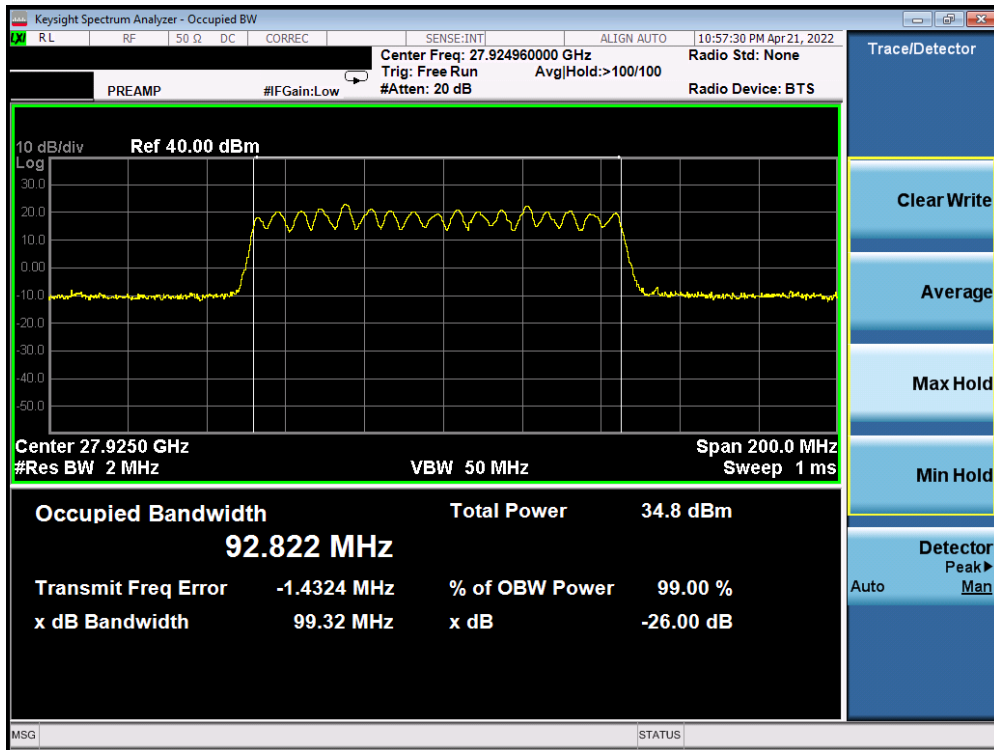 Keysight Spectrum Analyzer - Occupied BW
LXI RL RF 50 Ω DC CORREC SENSE:INT ALIGN AUTO 10:57:30 PM Apr 21, 2022
Center Freq: 27.924960000 GHz Radio Std: None
Trig: Free Run Avg|Hold:>100/100
PREAMP #IFGain:Low #Atten: 20 dB Radio Device: BTS
10 dB/div Ref 40.00 dBm
Log
30.0
20.0
10.0
0.00
-10.0
-20.0
-30.0
-40.0
-50.0
Center 27.9250 GHz Span 200.0 MHz
#Res BW 2 MHz VBW 50 MHz Sweep 1 ms
Occupied Bandwidth Total Power 34.8 dBm
92.822 MHz
Transmit Freq Error -1.4324 MHz % of OBW Power 99.00 %
x dB Bandwidth 99.32 MHz x dB -26.00 dB
MSG STATUS
Trace/Detector
Clear Write
Average
Max Hold
Min Hold
Detector
Peak▶
Auto Man